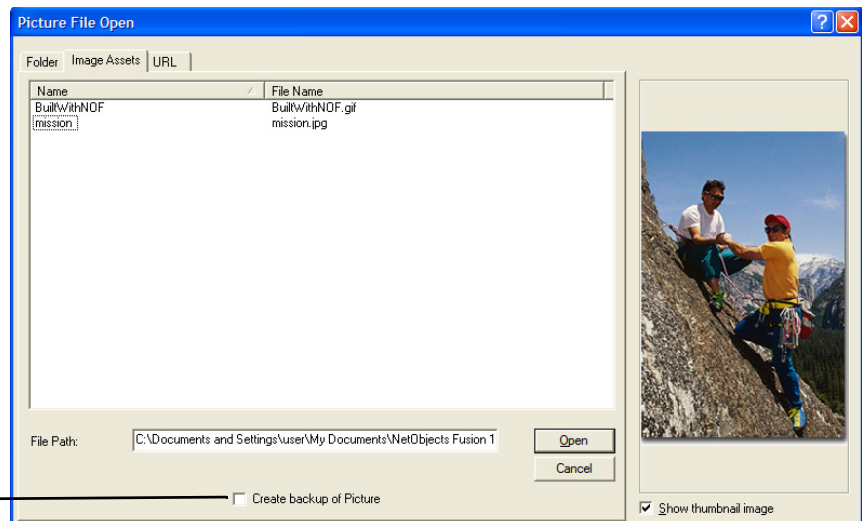 Picture File Open
Folder Image Assets URL
Name File Name
BuiltWithNOF BuiltWithNOF.gif
mission mission.jpg
File Path: C:\Documents and Settings\user\My Documents\NetObjects Fusion 1
Open
Cancel
Create backup of Picture
Show thumbnail image